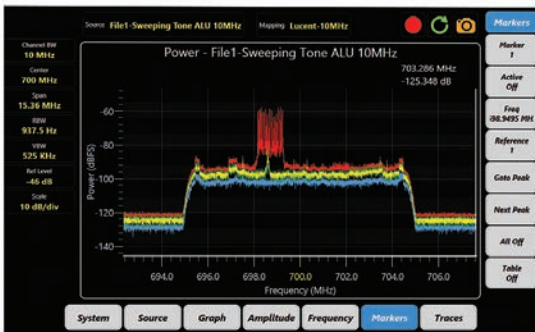 Source File1-Sweeping Tone ALU 10MHz Mapping Lucent-10MHz
Markers
Channel BW
10 MHz
Center
700 MHz
Span
15.36 MHz
RBW
937.5 Hz
VBW
525 KHz
Ref Level
-46 dB
Scale
10 dB/div
Power - File1-Sweeping Tone ALU 10MHz
703.286 MHz
-125.348 dB
Power (dBFS)
-60
-80
-100
-120
-140
694.0 696.0 698.0 700.0 702.0 704.0 706.0
Frequency (MHz)
Marker
1
Active
Off
Freq
98.9495 MH
Reference
1
Goto Peak
Next Peak
All Off
Table
Off
System Source Graph Amplitude Frequency Markers Traces